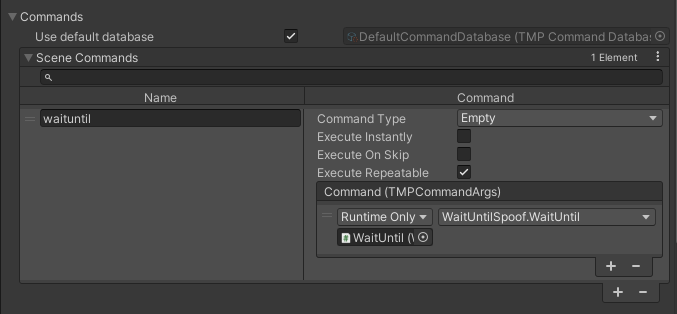 Commands
Use default database
DefaultCommandDatabase (TMP Command Databas
Scene Commands
1 Element
Name
Command
waituntil
Command Type
Empty
Execute Instantly
Execute On Skip
Execute Repeatable
Command (TMPCommandArgs)
Runtime Only
WaitUntilSpoof.WaitUntil
WaitUntil (